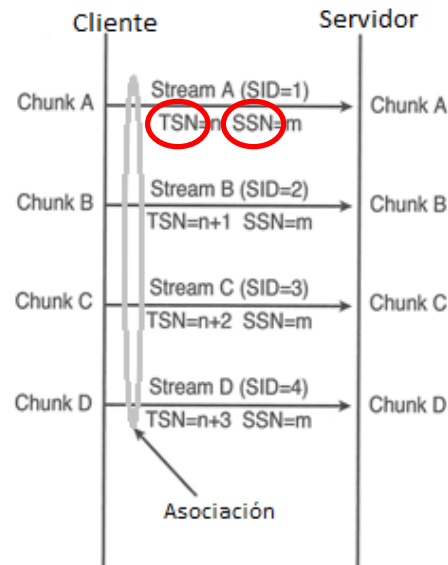 Cliente
Servidor
Chunk A
Stream A (SID=1)
Chunk A
TSN=n SSN=m
Chunk B
Stream B (SID=2)
Chunk B
TSN=n+1 SSN=m
Chunk C
Stream C (SID=3)
Chunk C
TSN=n+2 SSN=m
Chunk D
Stream D (SID=4)
Chunk D
TSN=n+3 SSN=m
Asociación